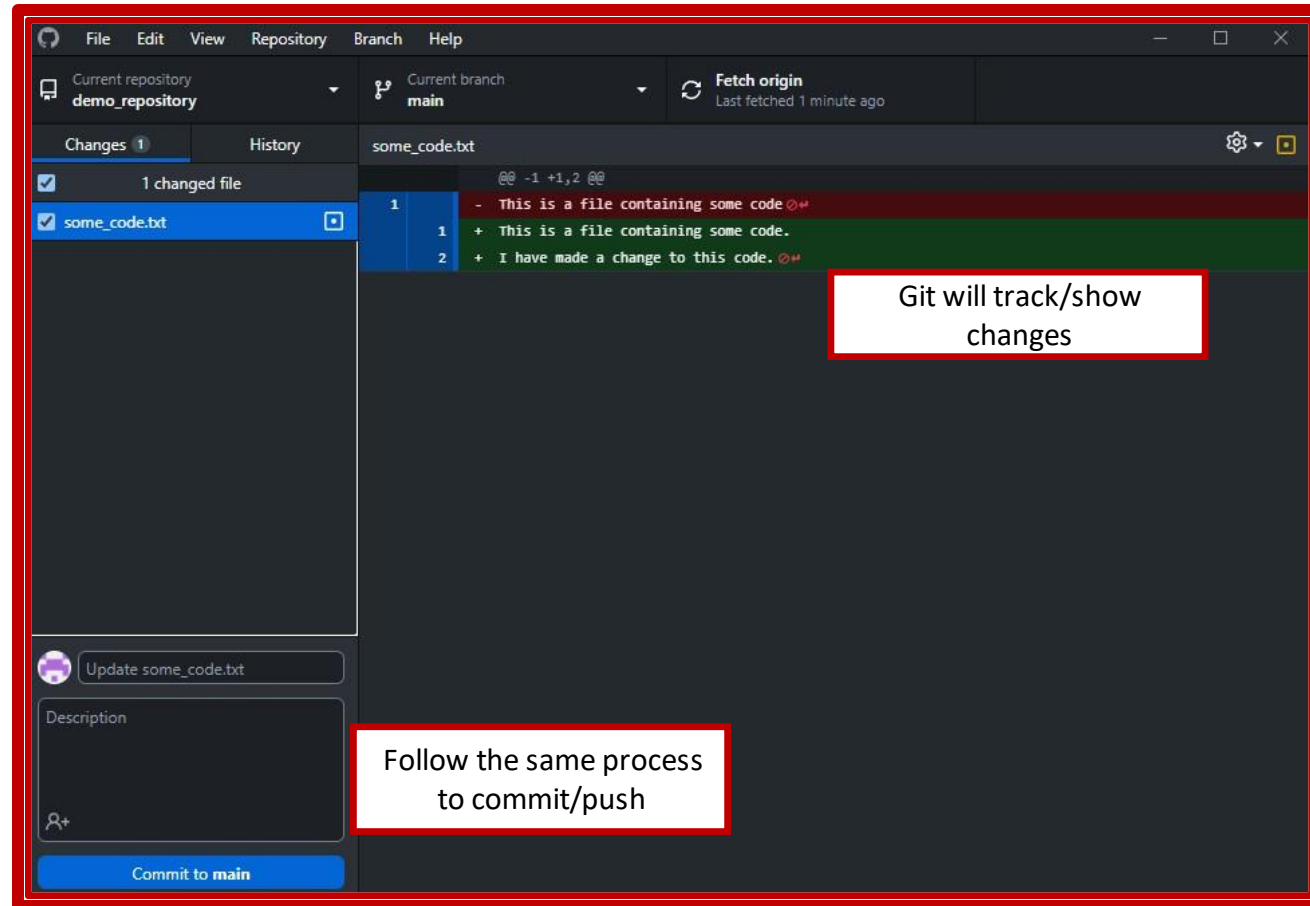 File Edit View Repository Branch Help
Current repository
demo_repository
Current branch
main
Fetch origin
Last fetched 1 minute ago
Changes 1 History
1 changed file
some_code.txt
some_code.txt
@@ -1 +1,2 @@
1 - This is a file containing some code
1 + This is a file containing some code.
2 + I have made a change to this code.
Git will track/show
changes
Update some_code.txt
Description
Follow the same process
to commit/push
Commit to main